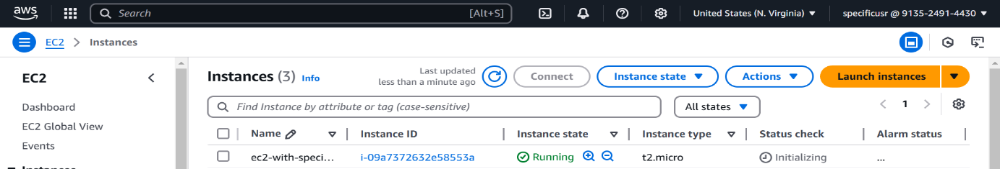 aws Search [Alt+S] United States (N. Virginia) specificusr @ 9135-2491-4430
EC2 Instances
EC2
Dashboard
EC2 Global View
Events
Instances (3) Info Last updated less than a minute ago Connect Instance state Actions Launch instances
Find Instance by attribute or tag (case-sensitive) All states 1
Name Instance ID Instance state Instance type Status check Alarm status
ec2-with-speci... i-09a7372632e58553a Running t2.micro Initializing ...